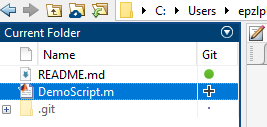 C: Users epzlp
Current Folder
Name Git
README.md
DemoScript.m
.git